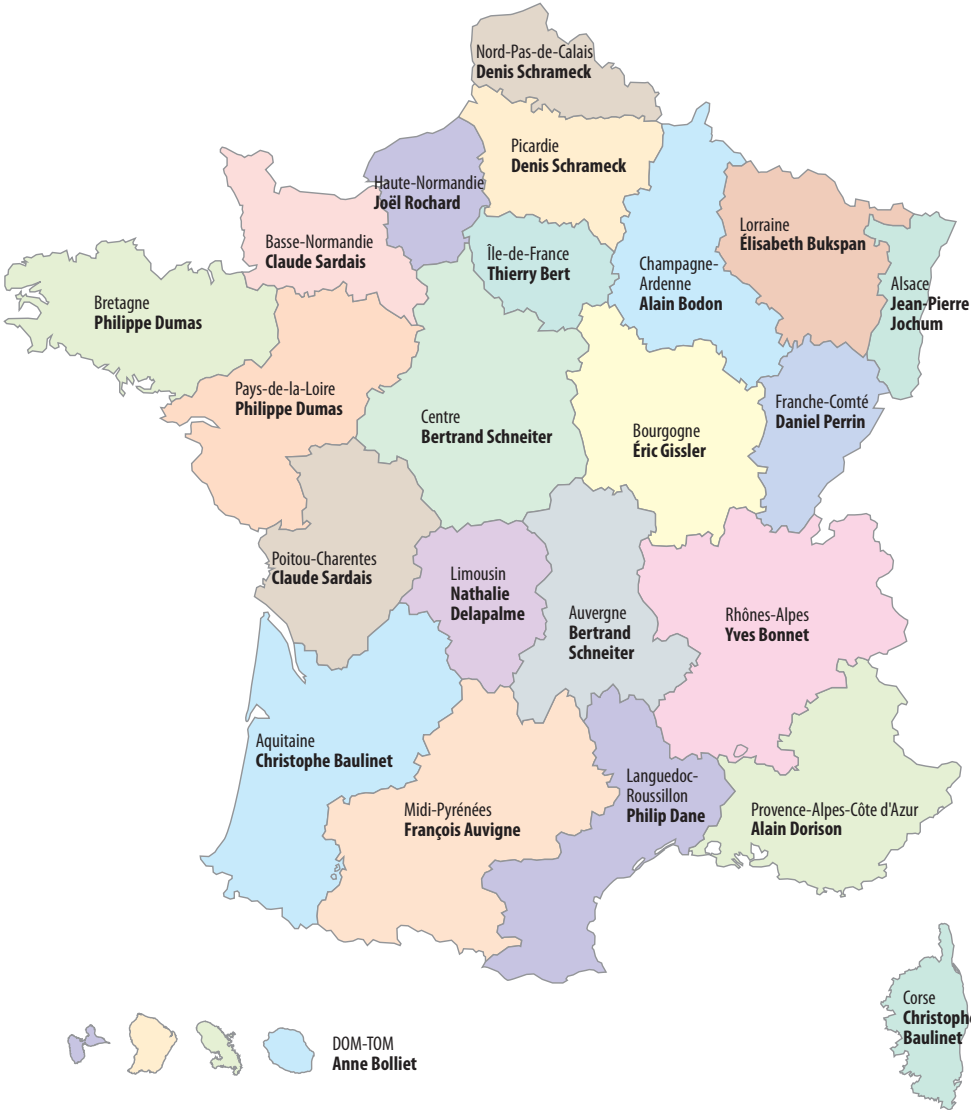 Nord-Pas-de-Calais
Denis Schrameck
Picardie
Denis Schrameck
Haute-Normandie
Joël Rochard
Basse-Normandie
Claude Sardais
Île-de-France
Thierry Bert
Champagne-
Ardenne
Alain Bodon
Lorraine
Élisabeth Bukspan
Alsace
Jean-Pierre
Jochum
Bretagne
Philippe Dumas
Pays-de-la-Loire
Philippe Dumas
Centre
Bertrand Schneiter
Bourgogne
Éric Gissler
Franche-Comté
Daniel Perrin
Poitou-Charentes
Claude Sardais
Limousin
Nathalie
Delapalme
Auvergne
Bertrand
Schneiter
Rhônes-Alpes
Yves Bonnet
Aquitaine
Christophe Baulinet
Midi-Pyrénées
François Auvigne
Languedoc-
Roussillon
Philip Dane
Provence-Alpes-Côte d'Azur
Alain Dorison
Corse
Christophe
Baulinet
DOM-TOM
Anne Bolliet